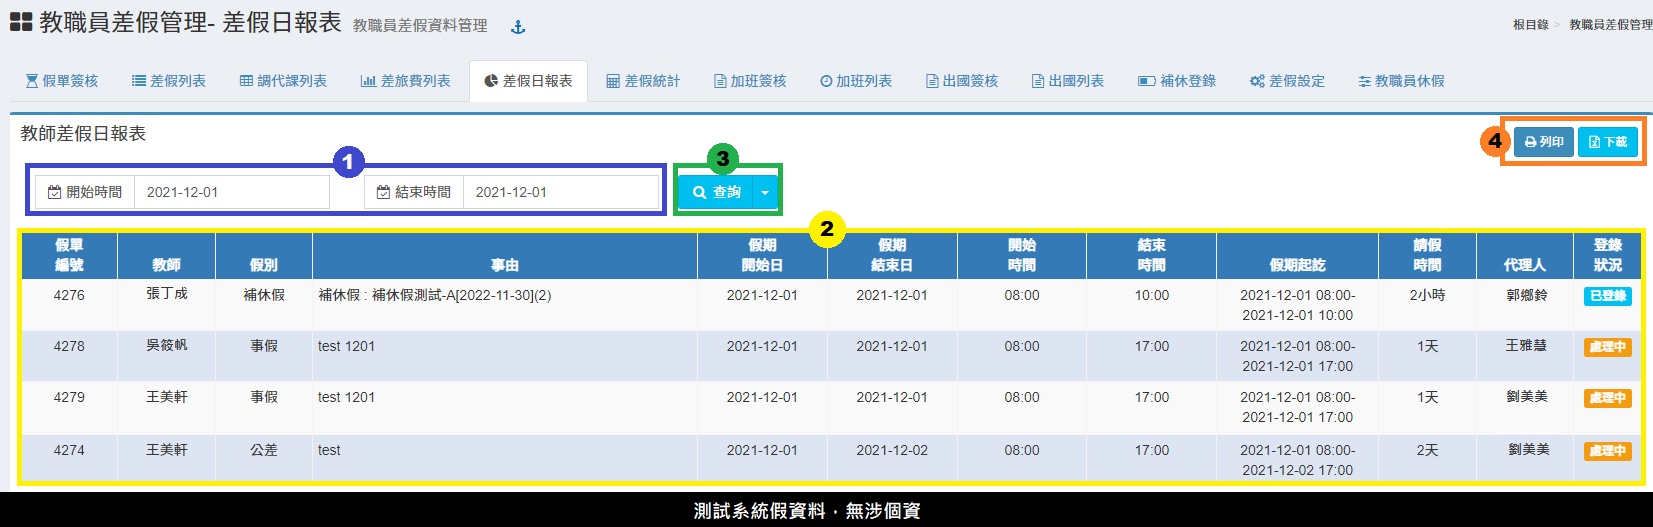 教職員差假管理- 差假日報表 教職員差假資料管理
根目錄 > 教職員差假管理
假單簽核 差假列表 調代課列表 差旅費列表 差假日報表 差假統計 加班簽核 加班列表 出國簽核 出國列表 補休登錄 差假設定 教職員休假
教師差假日報表
4 列印 下載
1 3
開始時間 2021-12-01 結束時間 2021-12-01 查詢
2
假單編號 教師 假別 事由 假期開始日 假期結束日 開始時間 結束時間 假期起訖 請假時間 代理人 登錄狀況
4276 張丁成 補休假 補休假 : 補休假測試-A[2022-11-30](2) 2021-12-01 2021-12-01 08:00 10:00 2021-12-01 08:00- 2小時 郭鄉鈴 已登錄
2021-12-01 10:00
4278 吳筱帆 事假 test 1201 2021-12-01 2021-12-01 08:00 17:00 2021-12-01 08:00- 1天 王雅慧 處理中
2021-12-01 17:00
4279 王美軒 事假 test 1201 2021-12-01 2021-12-01 08:00 17:00 2021-12-01 08:00- 1天 劉美美 處理中
2021-12-01 17:00
4274 王美軒 公差 test 2021-12-01 2021-12-02 08:00 17:00 2021-12-01 08:00- 2天 劉美美 處理中
2021-12-02 17:00
測試系統假資料，無涉個資